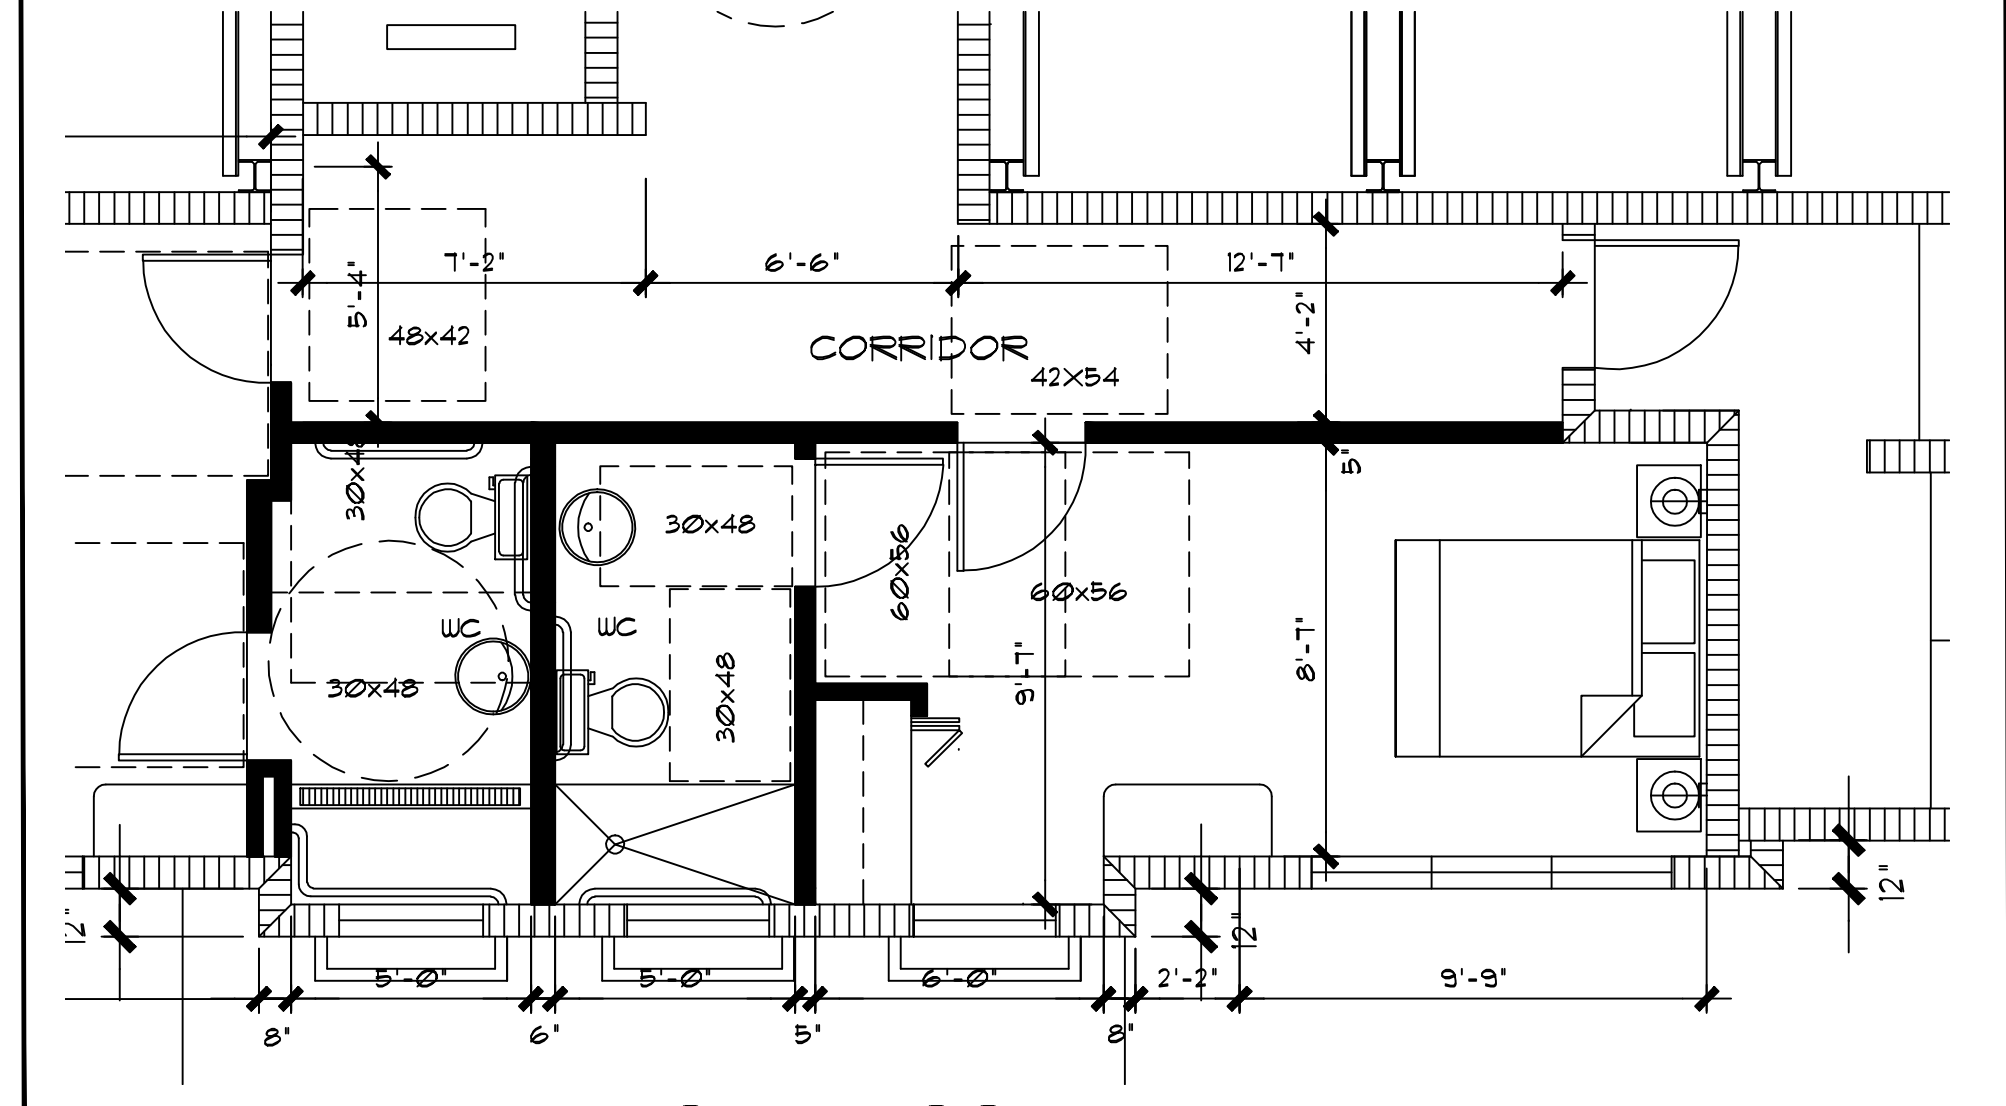 7'-2"
6'-6"
12'-7"
5'-4"
4'-2"
48x42
CORRIDOR
42X54
5"
30x48
30x48
60x56
60x56
WC
WC
30x48
30x48
9'-7"
8'-7"
12"
12"
12"
5'-0"
5'-0"
6'-0"
2'-2"
9'-9"
8"
6"
5"
8"